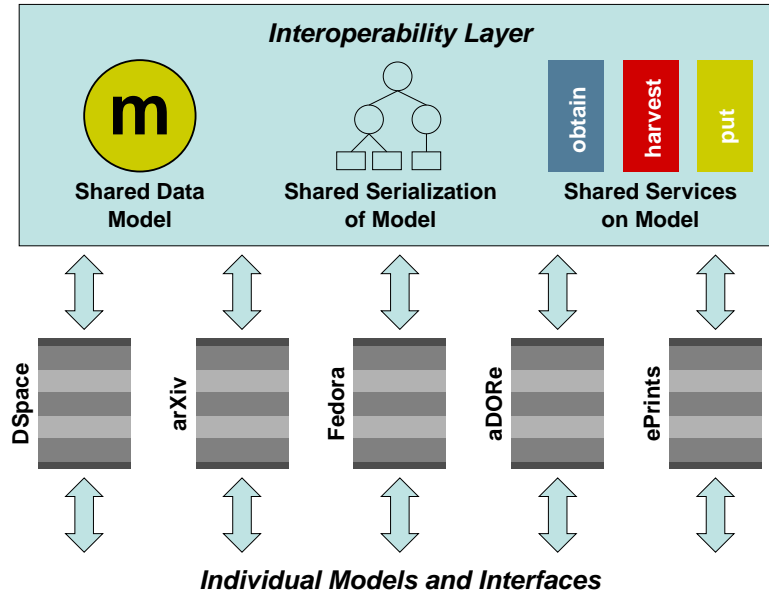 Interoperability Layer
m
obtain
harvest
put
Shared Data
Model
Shared Serialization
of Model
Shared Services
on Model
DSpace
arXiv
Fedora
aDORe
ePrints
Individual Models and Interfaces